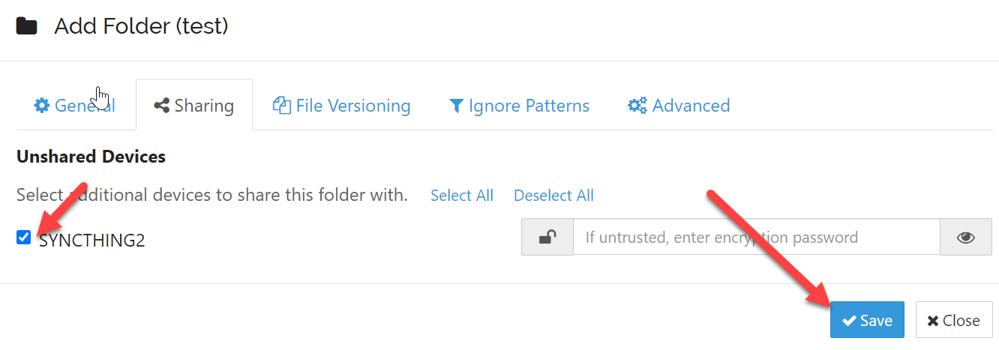 Add Folder (test)
General Sharing File Versioning Ignore Patterns Advanced
Unshared Devices
Select additional devices to share this folder with. Select All Deselect All
SYNCTHING2 If untrusted, enter encryption password
Save Close